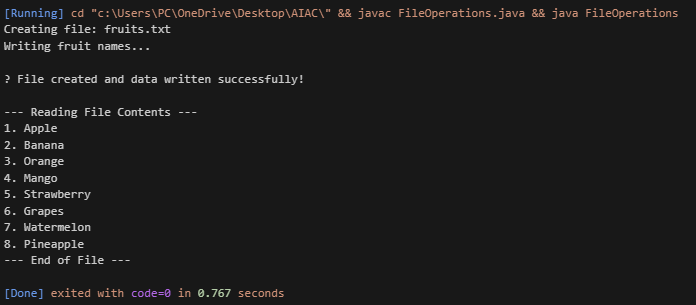 [Running] cd "c:\Users\PC\OneDrive\Desktop\AIAC\" && javac FileOperations.java && java FileOperations
Creating file: fruits.txt
Writing fruit names...
? File created and data written successfully!
--- Reading File Contents ---
1. Apple
2. Banana
3. Orange
4. Mango
5. Strawberry
6. Grapes
7. Watermelon
8. Pineapple
--- End of File ---
[Done] exited with code=0 in 0.767 seconds